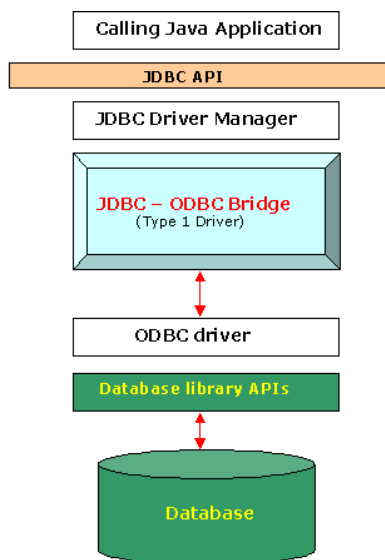 Calling Java Application
JDBC API
JDBC Driver Manager
JDBC – ODBC Bridge
(Type 1 Driver)
ODBC driver
Database library APIs
Database